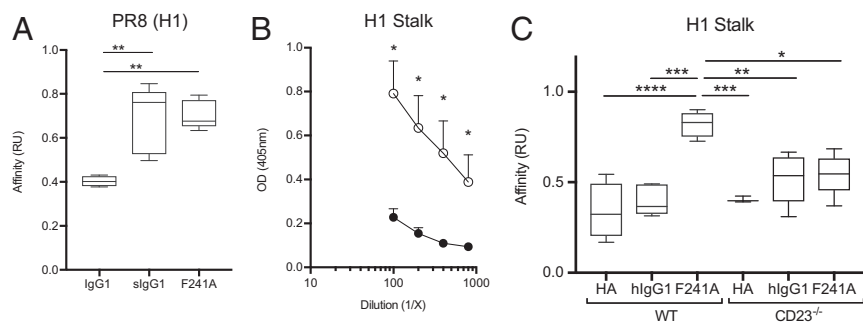 A
PR8 (H1)
**
**
1.0
0.8
0.6
0.4
0.2
0.0
Affinity (RU)
IgG1 sIgG1 F241A
B
H1 Stalk
* * * *
1.0
0.8
0.6
0.4
0.2
0.0
OD (405nm)
10 100 1000
Dilution (1/X)
C
H1 Stalk
*
*** **
**** ***
1.0
0.5
0.0
Affinity (RU)
HA hIgG1 F241A HA hIgG1 F241A
WT CD23-/-